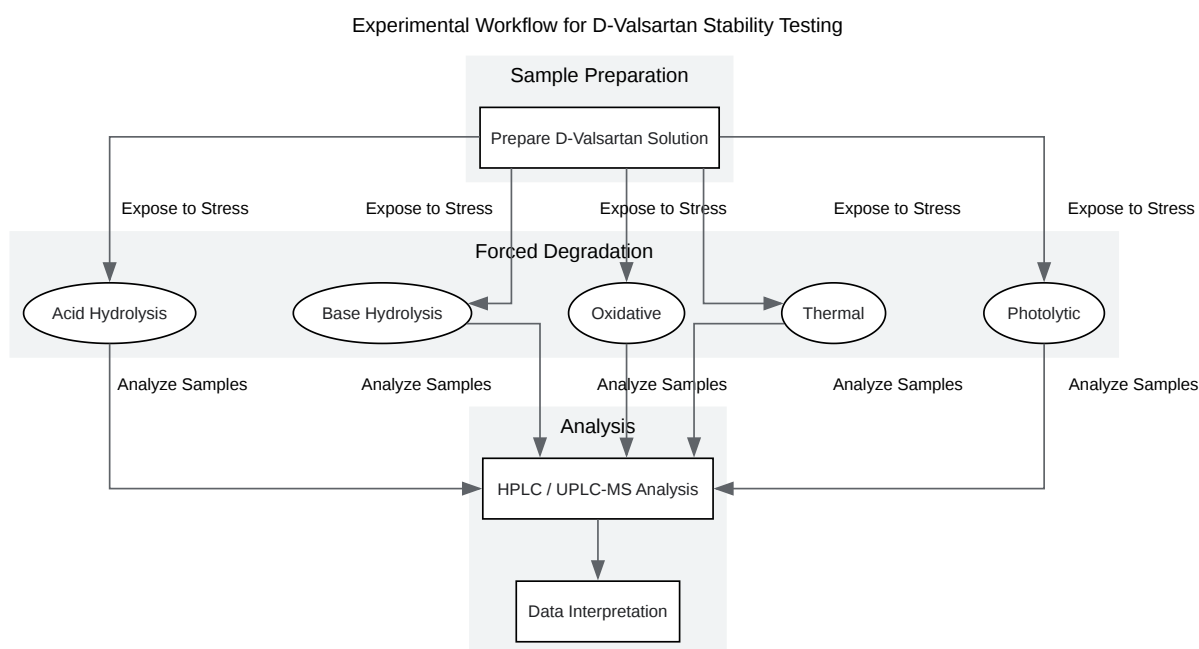 Experimental Workflow for D-Valsartan Stability Testing
Sample Preparation
Prepare D-Valsartan Solution
Expose to Stress
Expose to Stress
Expose to Stress
Expose to Stress
Expose to Stress
Forced Degradation
Acid Hydrolysis
Base Hydrolysis
Oxidative
Thermal
Photolytic
Analyze Samples
Analyze Samples
Analyze Samples
Analyze Samples
Analyze Samples
Analysis
HPLC / UPLC-MS Analysis
Data Interpretation